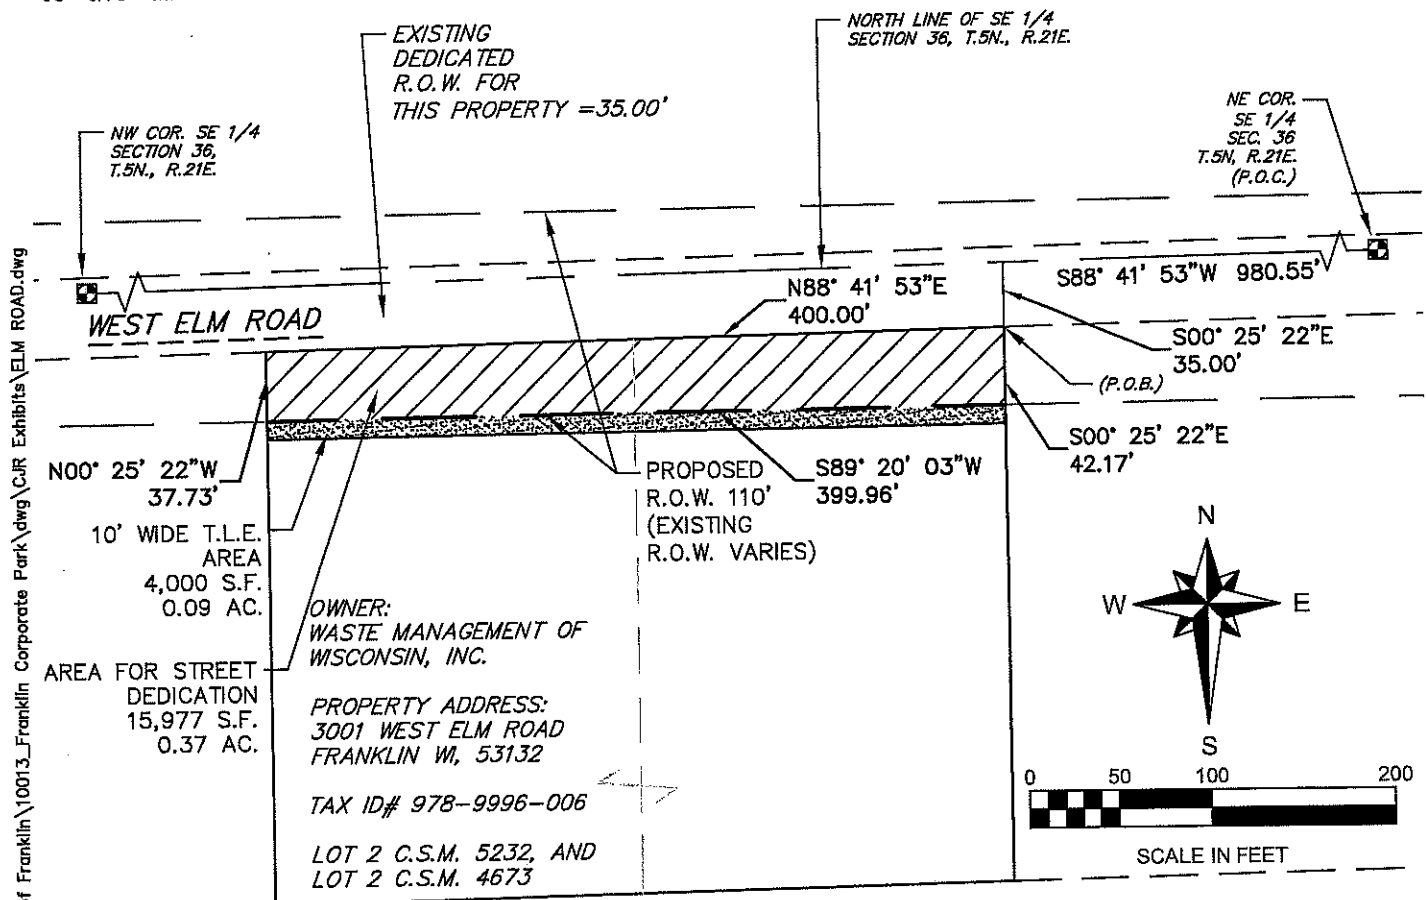 EXISTING
DEDICATED
R.O.W. FOR
THIS PROPERTY =35.00'
NORTH LINE OF SE 1/4
SECTION 36, T.5N., R.21E.
NW COR. SE 1/4
SECTION 36,
T.5N., R.21E.
NE COR.
SE 1/4
SEC. 36
T.5N, R.21E.
(P.O.C.)
WEST ELM ROAD
N88° 41' 53"E
400.00'
S88° 41' 53"W 980.55'
S00° 25' 22"E
35.00'
(P.O.B.)
S00° 25' 22"E
42.17'
N00° 25' 22"W
37.73'
PROPOSED
R.O.W. 110'
(EXISTING
R.O.W. VARIES)
S89° 20' 03"W
399.96'
10' WIDE T.L.E.
AREA
4,000 S.F.
0.09 AC.
AREA FOR STREET
DEDICATION
15,977 S.F.
0.37 AC.
OWNER:
WASTE MANAGEMENT OF
WISCONSIN, INC.
PROPERTY ADDRESS:
3001 WEST ELM ROAD
FRANKLIN WI, 53132
TAX ID# 978-9996-006
LOT 2 C.S.M. 5232, AND
LOT 2 C.S.M. 4673
N
W
E
S
0 50 100 200
SCALE IN FEET
of Franklin\10013_Franklin Corporate Park\dwg\CJR Exhibits\ELM ROAD.dwg